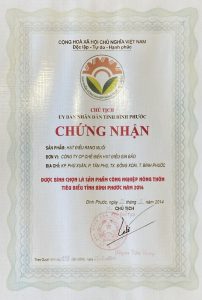 CỘNG HOÀ XÃ HỘI CHỦ NGHĨA VIỆT NAM
Độc lập - Tự do - Hạnh phúc
CHỦ TỊCH
ỦY BAN NHÂN DÂN TỈNH BÌNH PHƯỚC
CHỨNG NHẬN
SẢN PHẨM: HẠT ĐIỀU RANG MUỐI
ĐƠN VỊ: CÔNG TY CP CHẾ BIẾN HẠT ĐIỀU GIA BẢO
ĐỊA CHỈ: KP. PHÚ XUÂN, P. TÂN PHÚ, TX. ĐỒNG XOÀI, T. BÌNH PHƯỚC
ĐƯỢC BÌNH CHỌN LÀ SẢN PHẨM CÔNG NGHIỆP NÔNG THÔN
TIÊU BIỂU TỈNH BÌNH PHƯỚC NĂM 2014
Bình Phước, ngày tháng năm 2014
CHỦ TỊCH